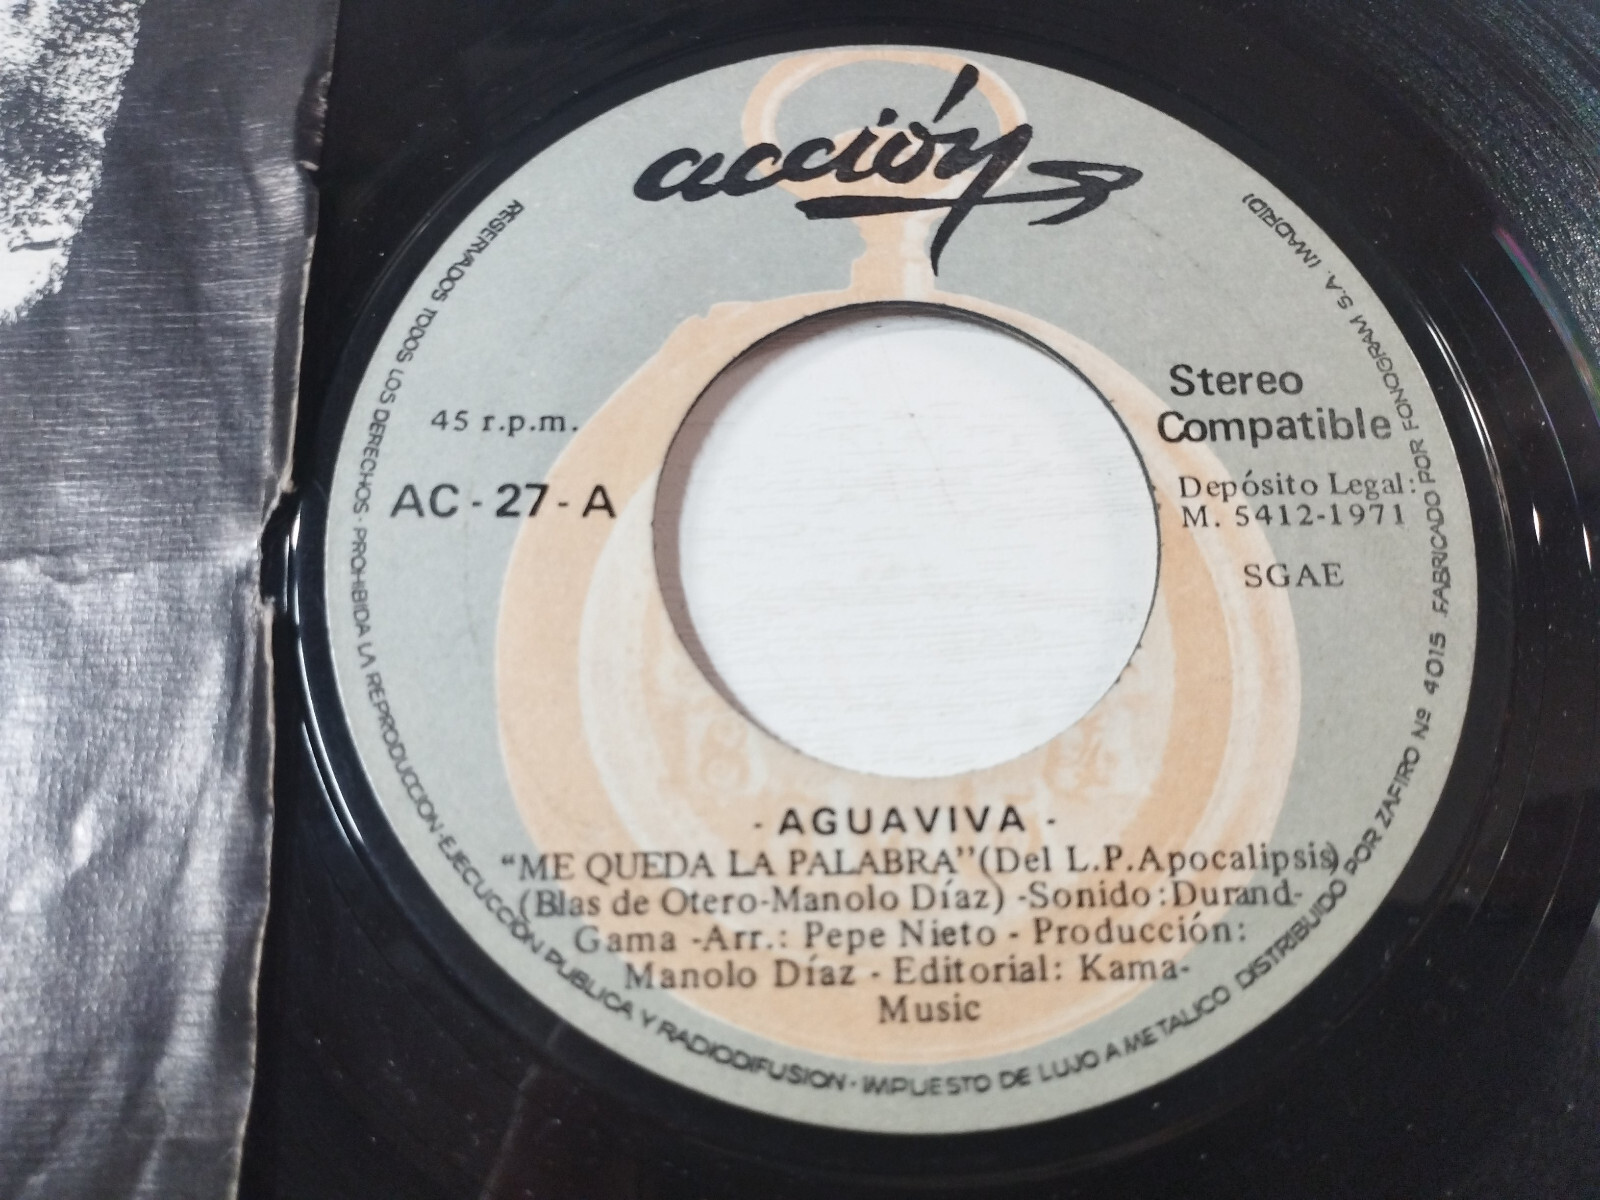 acción
45 r.p.m.
AC - 27 - A
Stereo
Compatible
Depósito Legal:
M. 5412-1971
SGAE
- AGUAVIVA -
“ME QUEDA LA PALABRA” (Del L.P. Apocalipsis)
(Blas de Otero-Manolo Díaz) -Sonido: Durand-
Gama -Arr.: Pepe Nieto - Producción:
Manolo Díaz - Editorial: Kama-
Music
RESERVADOS TODOS LOS DERECHOS · PROHIBIDA LA REPRODUCCION · EJECUCCION PUBLICA Y RADIODIFUSION · IMPUESTO DE LUJO A METALICO DISTRIBUIDO POR ZAFIRO Nº 4015 FABRICADO POR FONOGRAM S.A. (MADRID)